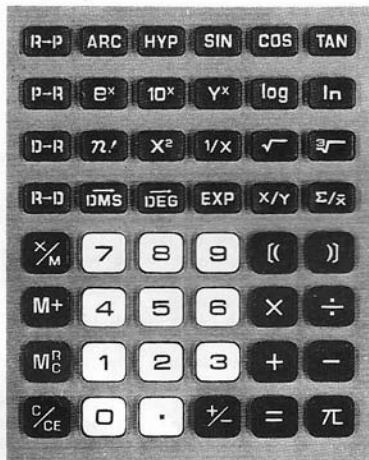 R→P ARC HYP SIN COS TAN
P→R eˣ 10ˣ Yˣ log ln
D→R n! X² 1/X √ ∛
R→D DMS DEG EXP X/Y Σ/x̄
X/M 7 8 9 [( )]
M+ 4 5 6 × ÷
MR/C 1 2 3 + −
C/CE 0 · +/− = π